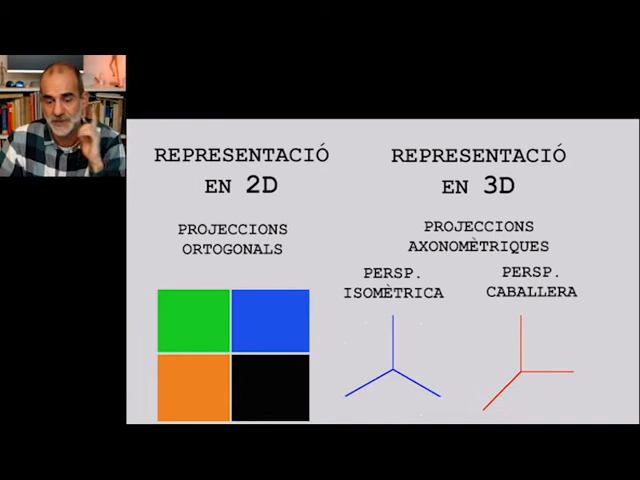 REPRESENTACIÓ
EN 2D
PROJECCIONS
ORTOGONALS
REPRESENTACIÓ
EN 3D
PROJECCIONS
AXONOMÈTRIQUES
PERSP.
ISOMÈTRICA
PERSP.
CABALLERA